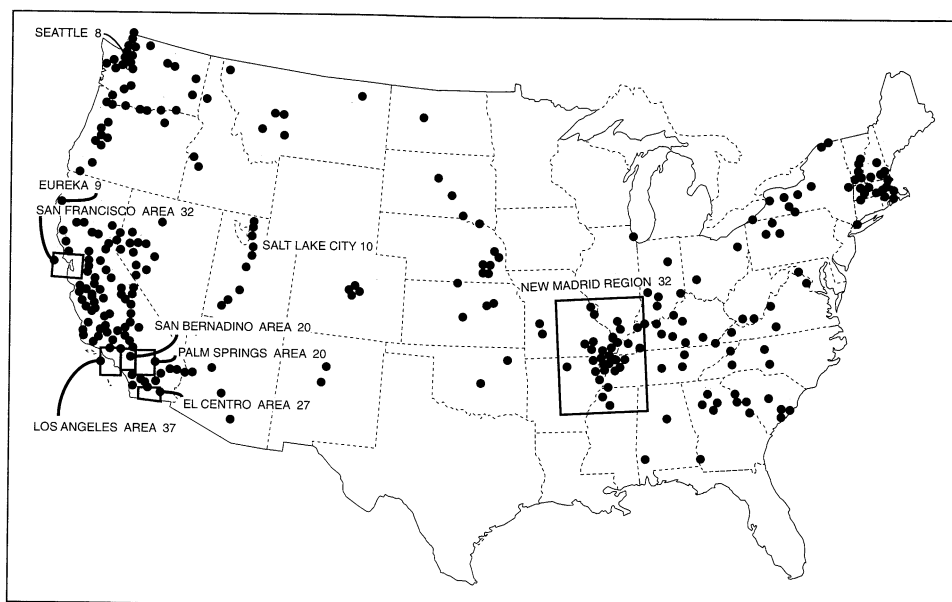 SEATTLE 8
EUREKA 9
SAN FRANCISCO AREA 32
SALT LAKE CITY 10
NEW MADRID REGION 32
SAN BERNADINO AREA 20
PALM SPRINGS AREA 20
EL CENTRO AREA 27
LOS ANGELES AREA 37